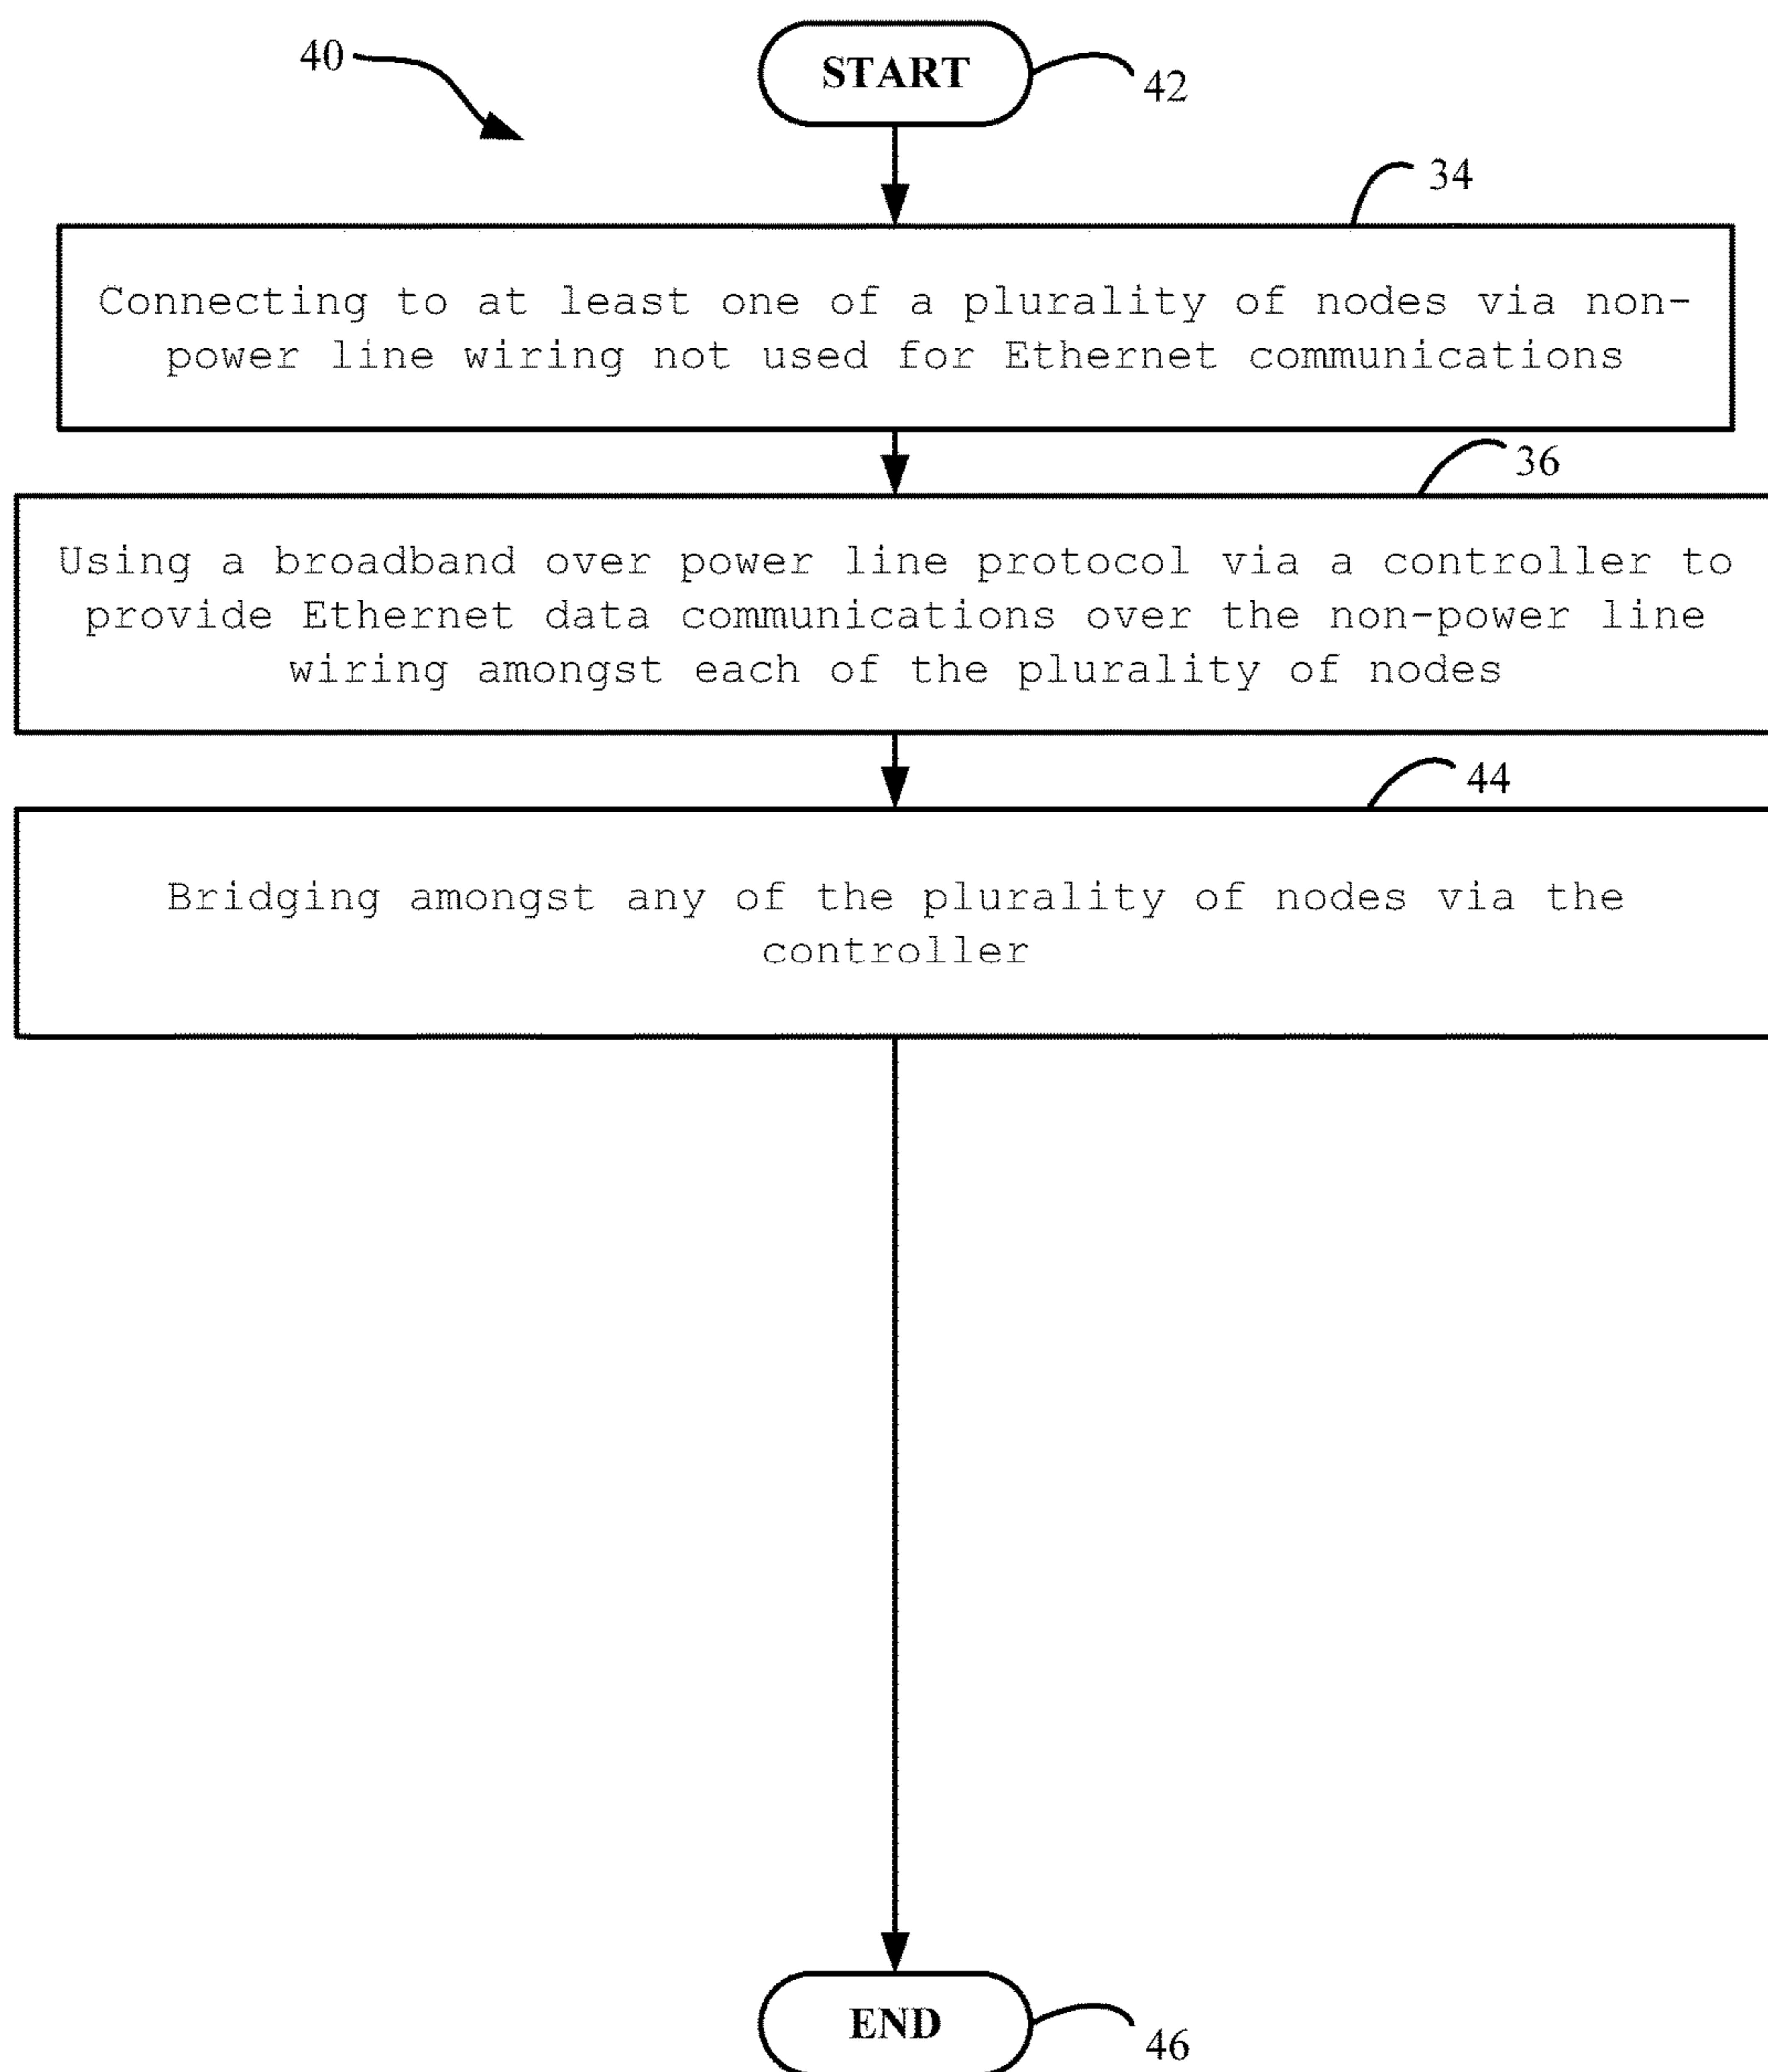 40
START
42
34
Connecting to at least one of a plurality of nodes via non-
power line wiring not used for Ethernet communications
36
Using a broadband over power line protocol via a controller to
provide Ethernet data communications over the non-power line
wiring amongst each of the plurality of nodes
44
Bridging amongst any of the plurality of nodes via the
controller
END
46